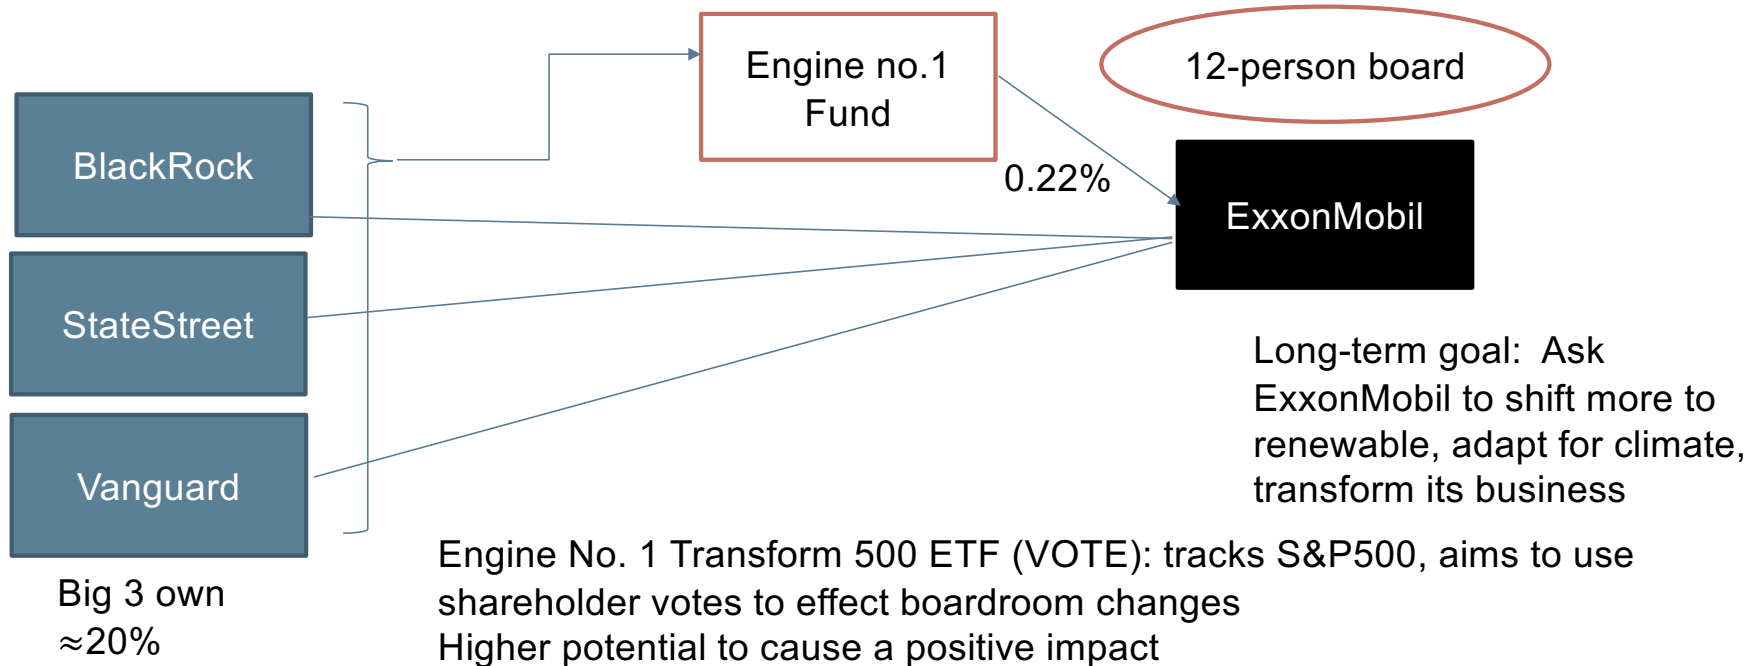 Engine no.1
Fund
12-person board
BlackRock
0.22%
ExxonMobil
StateStreet
Long-term goal:  Ask
ExxonMobil to shift more to
renewable, adapt for climate,
transform its business
Vanguard
Engine No. 1 Transform 500 ETF (VOTE): tracks S&P500, aims to use
shareholder votes to effect boardroom changes
Higher potential to cause a positive impact
Big 3 own
≈20%